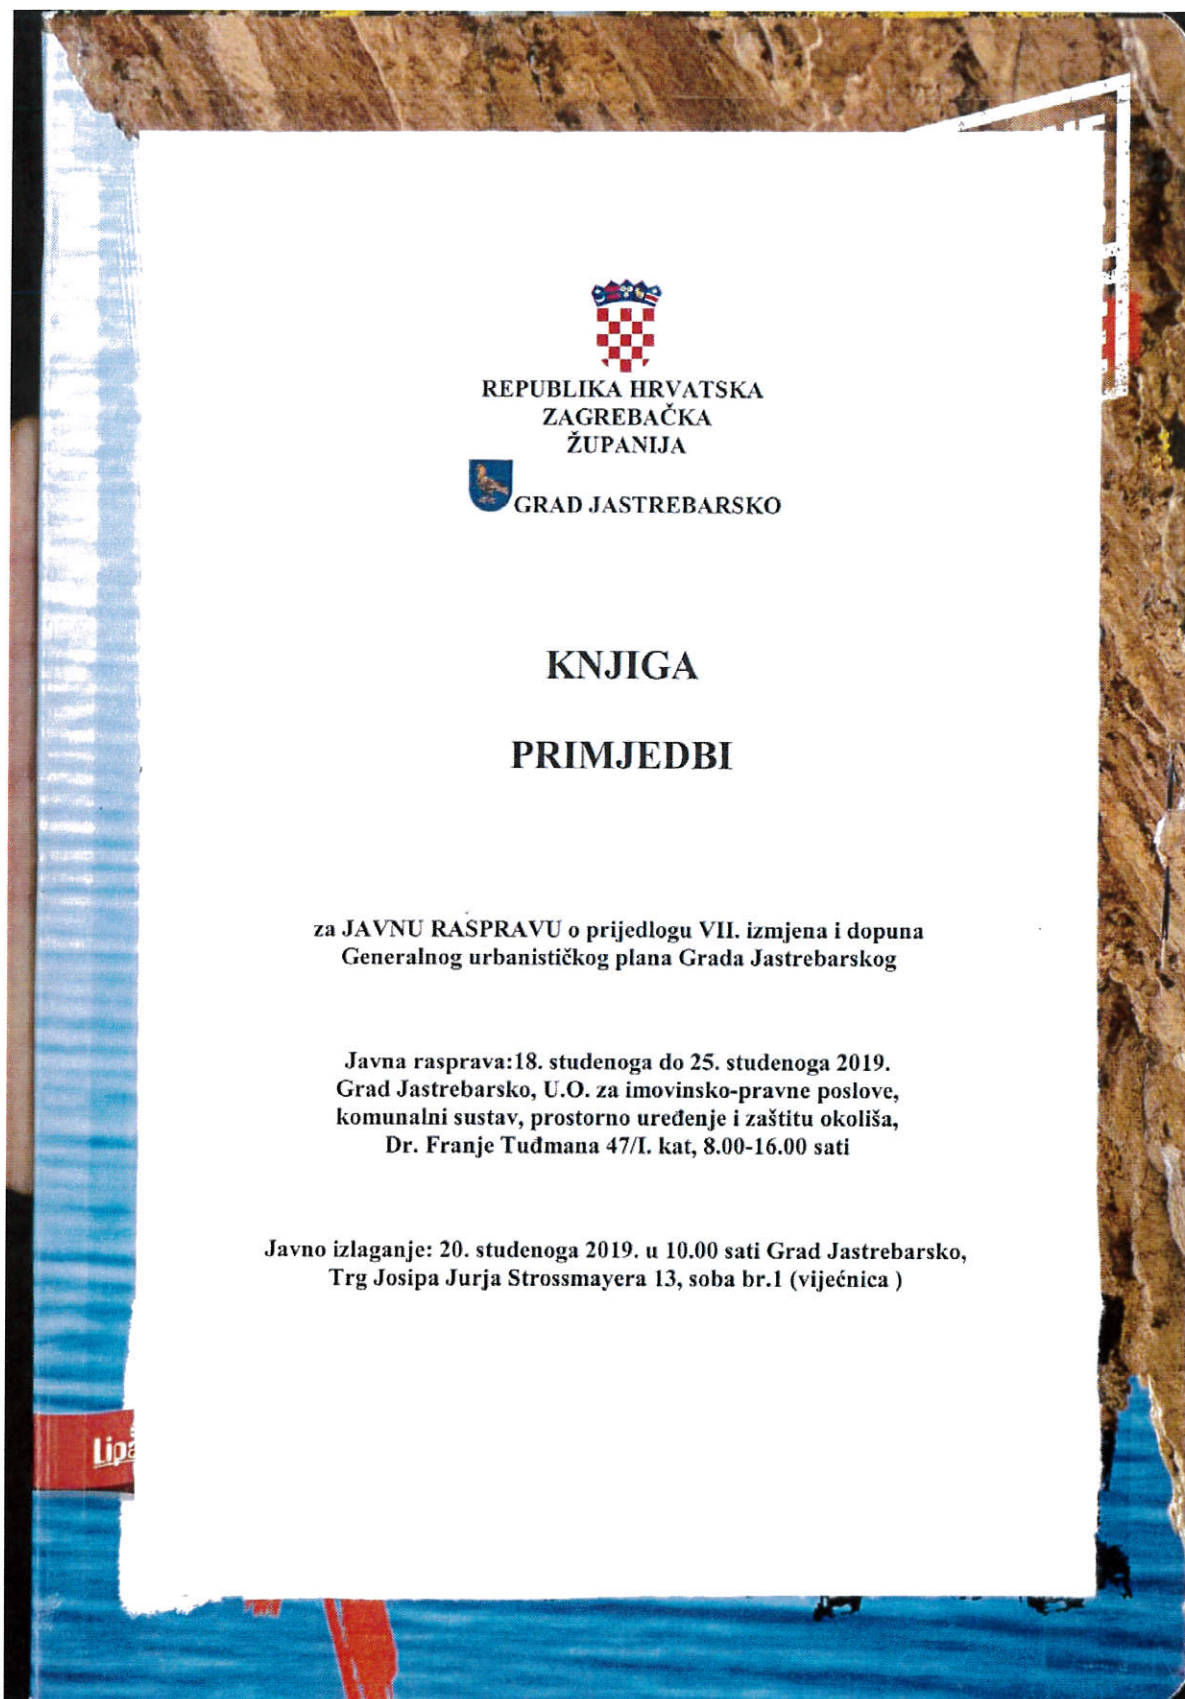 REPUBLIKA HRVATSKA
ZAGREBAČKA
ŽUPANIJA
GRAD JASTREBARSKO
KNJIGA
PRIMJEDBI
za JAVNU RASPRAVU o prijedlogu VII. izmjena i dopuna
Generalnog urbanističkog plana Grada Jastrebarskog
Javna rasprava:18. studenoga do 25. studenoga 2019.
Grad Jastrebarsko, U.O. za imovinsko-pravne poslove,
komunalni sustav, prostorno uređenje i zaštitu okoliša,
Dr. Franje Tuđmana 47/I. kat, 8.00-16.00 sati
Javno izlaganje: 20. studenoga 2019. u 10.00 sati Grad Jastrebarsko,
Trg Josipa Jurja Strossmayera 13, soba br.1 (vijećnica )